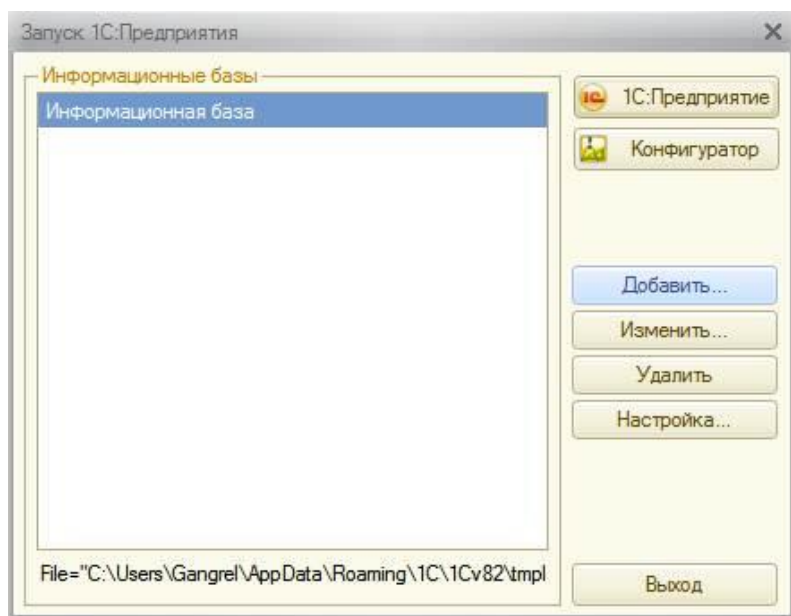 Запуск 1С:Предприятия
Информационные базы
Информационная база
1С:Предприятие
Конфигуратор
Добавить...
Изменить...
Удалить
Настройка...
File="C:\Users\Gangrel\AppData\Roaming\1C\1Cv82\tmpl
Выход